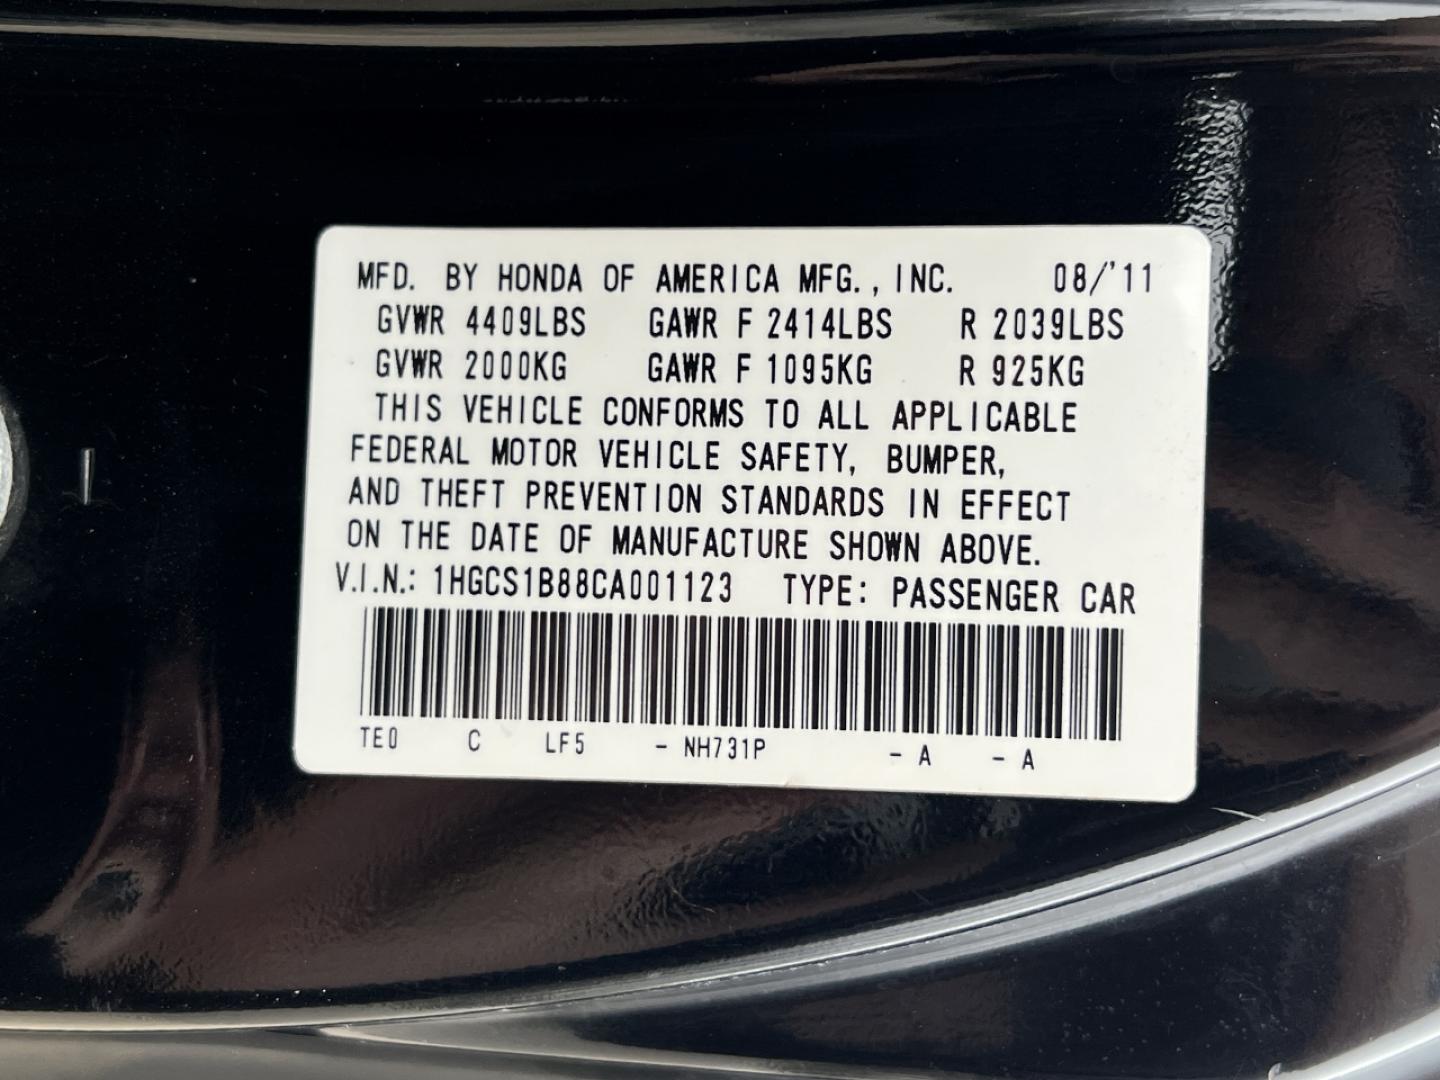 MFD. BY HONDA OF AMERICA MFG., INC. 08/'11
GVWR 4409LBS GAWR F 2414LBS R 2039LBS
GVWR 2000KG GAWR F 1095KG R 925KG
THIS VEHICLE CONFORMS TO ALL APPLICABLE
FEDERAL MOTOR VEHICLE SAFETY, BUMPER,
AND THEFT PREVENTION STANDARDS IN EFFECT
ON THE DATE OF MANUFACTURE SHOWN ABOVE.
V.I.N.: 1HGCS1B88CA001123 TYPE: PASSENGER CAR
TE0 C LF5 - NH731P - A - A